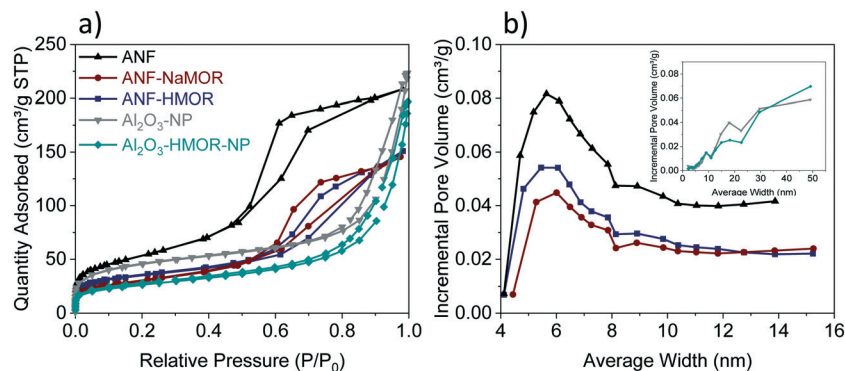 a)
250
200
150
100
50
0
0.0
0.2
0.4
0.6
0.8
1.0
Quantity Adsorbed (cm³/g STP)
Relative Pressure (P/P₀)
ANF
ANF-NaMOR
ANF-HMOR
Al₂O₃-NP
Al₂O₃-HMOR-NP
b)
0.10
0.08
0.06
0.04
0.02
0.00
4
6
8
10
12
14
16
Incremental Pore Volume (cm³/g)
Average Width (nm)
0.10
0.08
0.06
0.04
0.02
0.00
0
10
20
30
40
50
Incremental Pore Volume (cm³/g)
Average Width (nm)